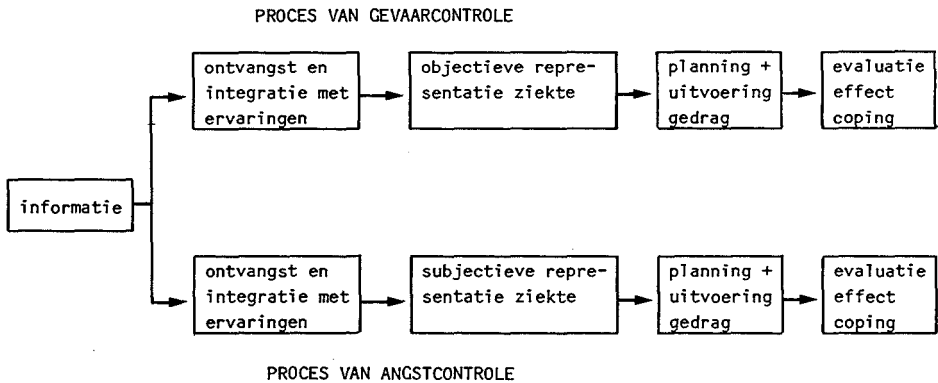 PROCES VAN GEVAARCONTROLE
ontvangst en
integratie met
ervaringen
objectieve repre-
sentatie ziekte
planning +
uitvoering
gedrag
evaluatie
effect
coping
informatie
ontvangst en
integratie met
ervaringen
subjectieve repre-
sentatie ziekte
planning +
uitvoering
gedrag
evaluatie
effect
coping
PROCES VAN ANGSTCONTROLE